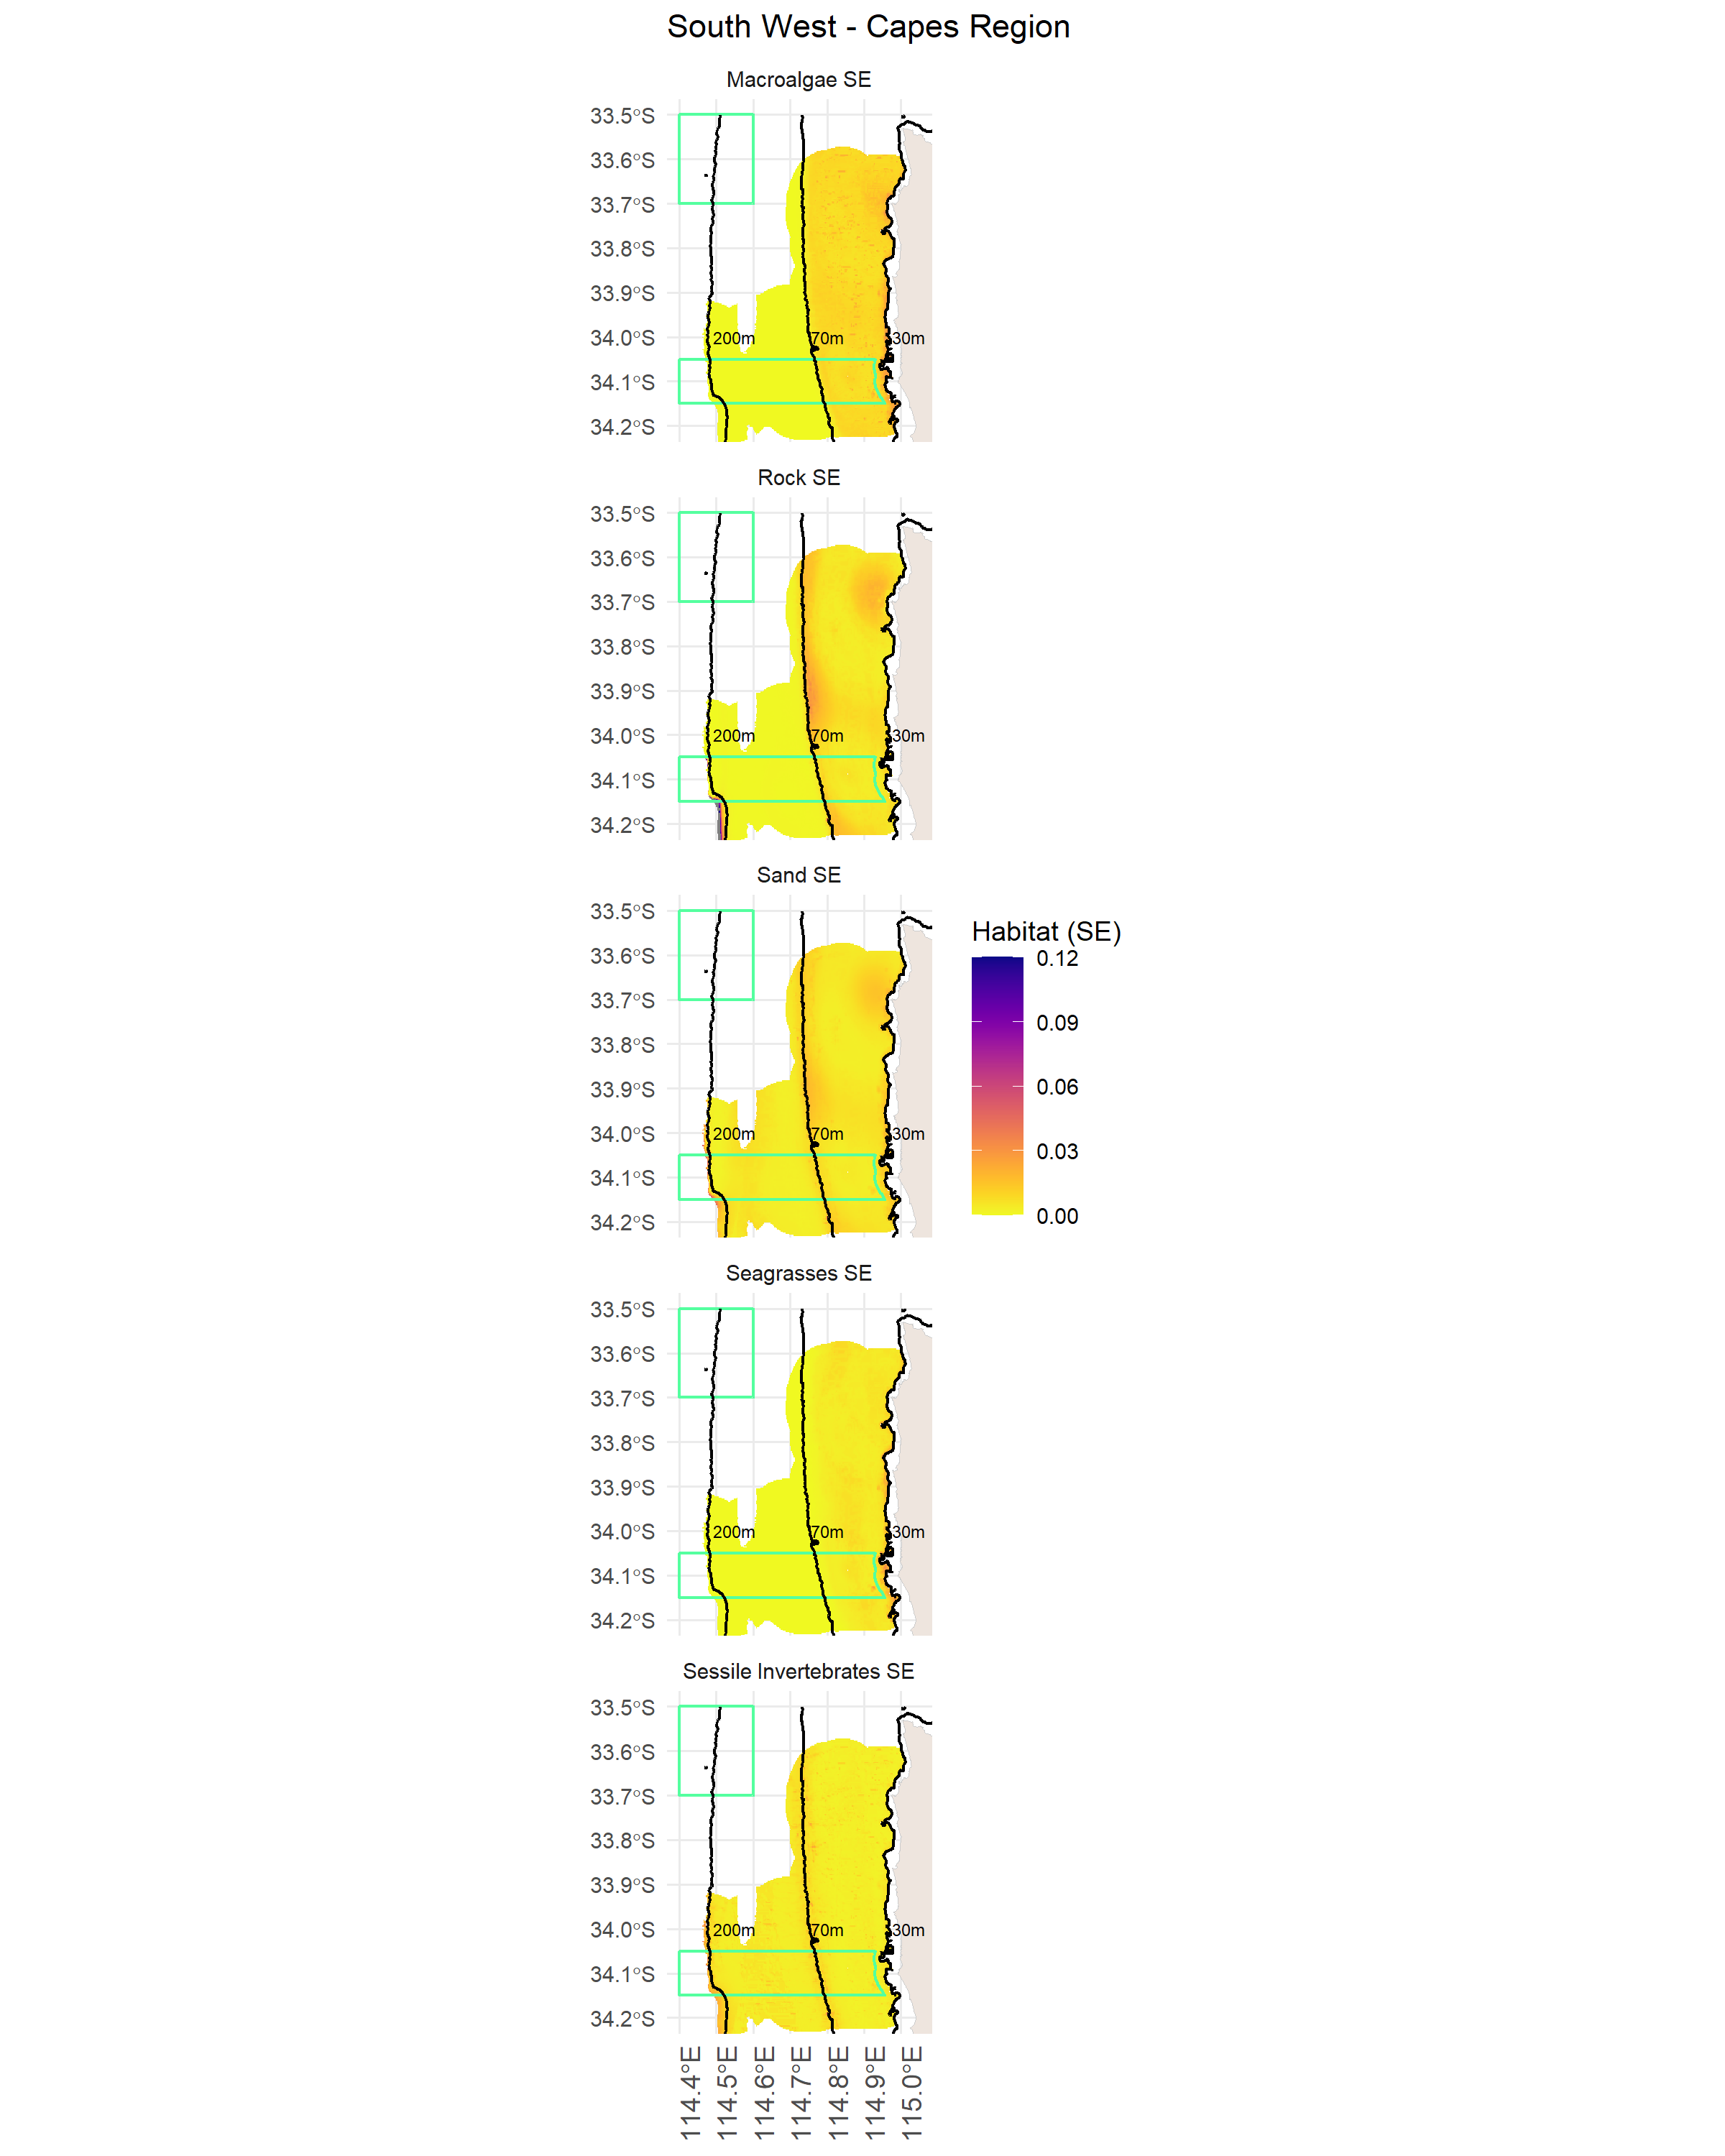 South West - Capes Region
Macroalgae SE
33.5°S
33.6°S
33.7°S
33.8°S
33.9°S
34.0°S
34.1°S
34.2°S
200m 70m 30m
Rock SE
33.5°S
33.6°S
33.7°S
33.8°S
33.9°S
34.0°S
34.1°S
34.2°S
200m 70m 30m
Sand SE
33.5°S
33.6°S
33.7°S
33.8°S
33.9°S
34.0°S
34.1°S
34.2°S
200m 70m 30m
Habitat (SE)
0.12
0.09
0.06
0.03
0.00
Seagrasses SE
33.5°S
33.6°S
33.7°S
33.8°S
33.9°S
34.0°S
34.1°S
34.2°S
200m 70m 30m
Sessile Invertebrates SE
33.5°S
33.6°S
33.7°S
33.8°S
33.9°S
34.0°S
34.1°S
34.2°S
200m 70m 30m
114.4°E
114.5°E
114.6°E
114.7°E
114.8°E
114.9°E
115.0°E